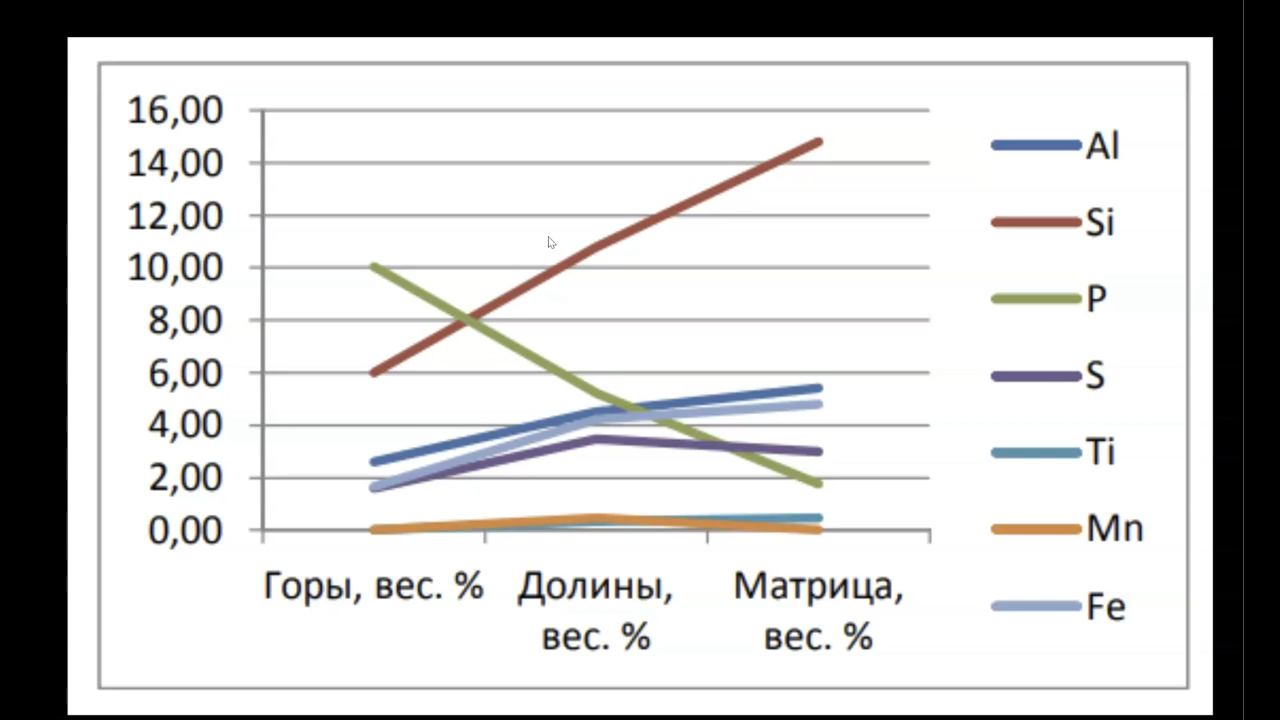 16,00
14,00
12,00
10,00
8,00
6,00
4,00
2,00
0,00
Горы, вес. %
Долины,
вес. %
Матрица,
вес. %
Al
Si
P
S
Ti
Mn
Fe